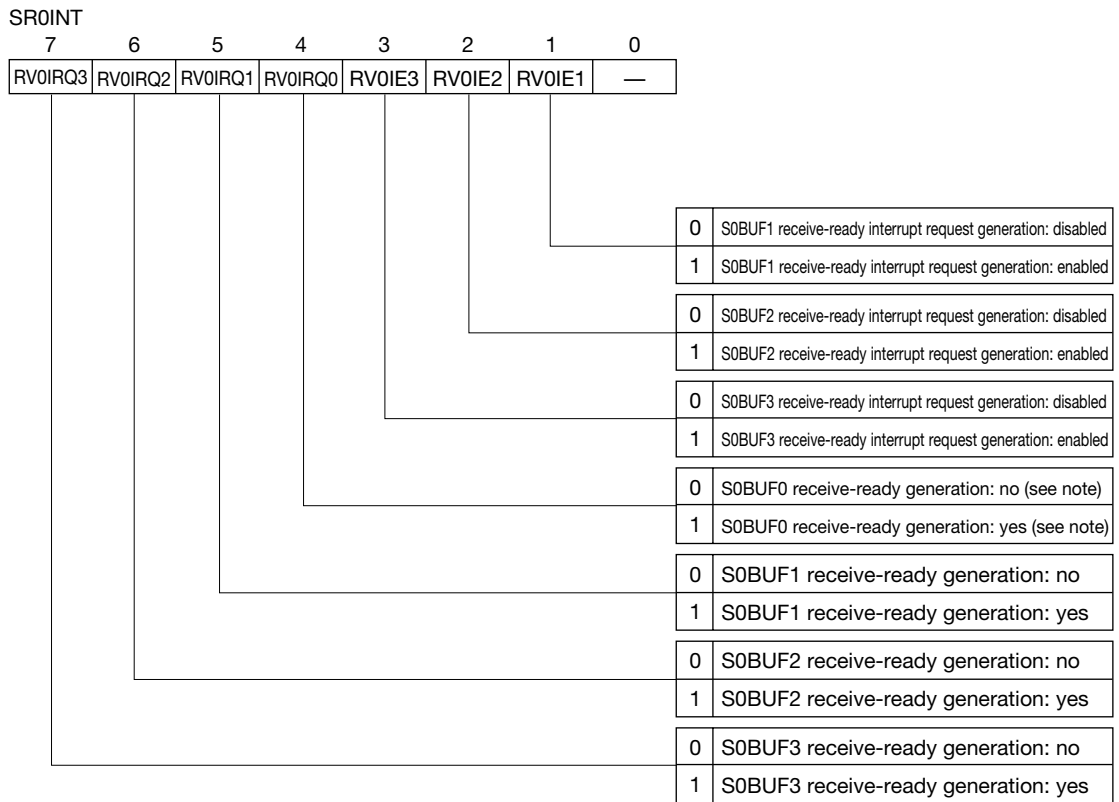 SR0INT
7 6 5 4 3 2 1 0
RV0IRQ3 RV0IRQ2 RV0IRQ1 RV0IRQ0 RV0IE3 RV0IE2 RV0IE1 —
0 S0BUF1 receive-ready interrupt request generation: disabled
1 S0BUF1 receive-ready interrupt request generation: enabled
0 S0BUF2 receive-ready interrupt request generation: disabled
1 S0BUF2 receive-ready interrupt request generation: enabled
0 S0BUF3 receive-ready interrupt request generation: disabled
1 S0BUF3 receive-ready interrupt request generation: enabled
0 S0BUF0 receive-ready generation: no (see note)
1 S0BUF0 receive-ready generation: yes (see note)
0 S0BUF1 receive-ready generation: no
1 S0BUF1 receive-ready generation: yes
0 S0BUF2 receive-ready generation: no
1 S0BUF2 receive-ready generation: yes
0 S0BUF3 receive-ready generation: no
1 S0BUF3 receive-ready generation: yes